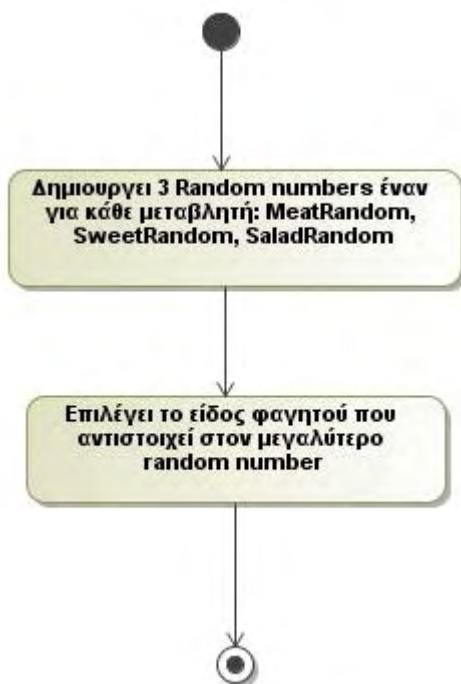 Δημιουργει 3 Random numbers έναν
για κάθε μεταβλητή: MeatRandom,
SweetRandom, SaladRandom
Επιλέγει το είδος φαγητού που
αντιστοιχεί στον μεγαλύτερο
random number